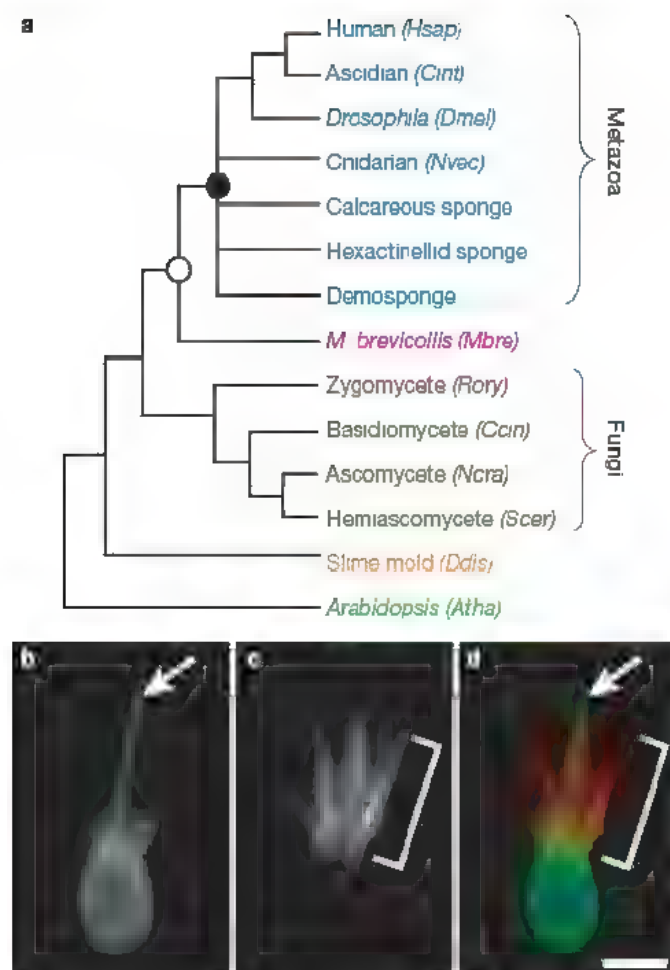 a
Human (Hsap)
Ascidian (Cint)
Drosophila (Dmel)
Cnidarian (Nvec)
Calcareous sponge
Hexactinellid sponge
Demosponge
Metazoa
M. brevicollis (Mbre)
Zygomycete (Rory)
Basidiomycete (Ccin)
Ascomycete (Ncra)
Hemiascomycete (Scer)
Fungi
Slime mold (Ddis)
Arabidopsis (Atha)
b
c
d